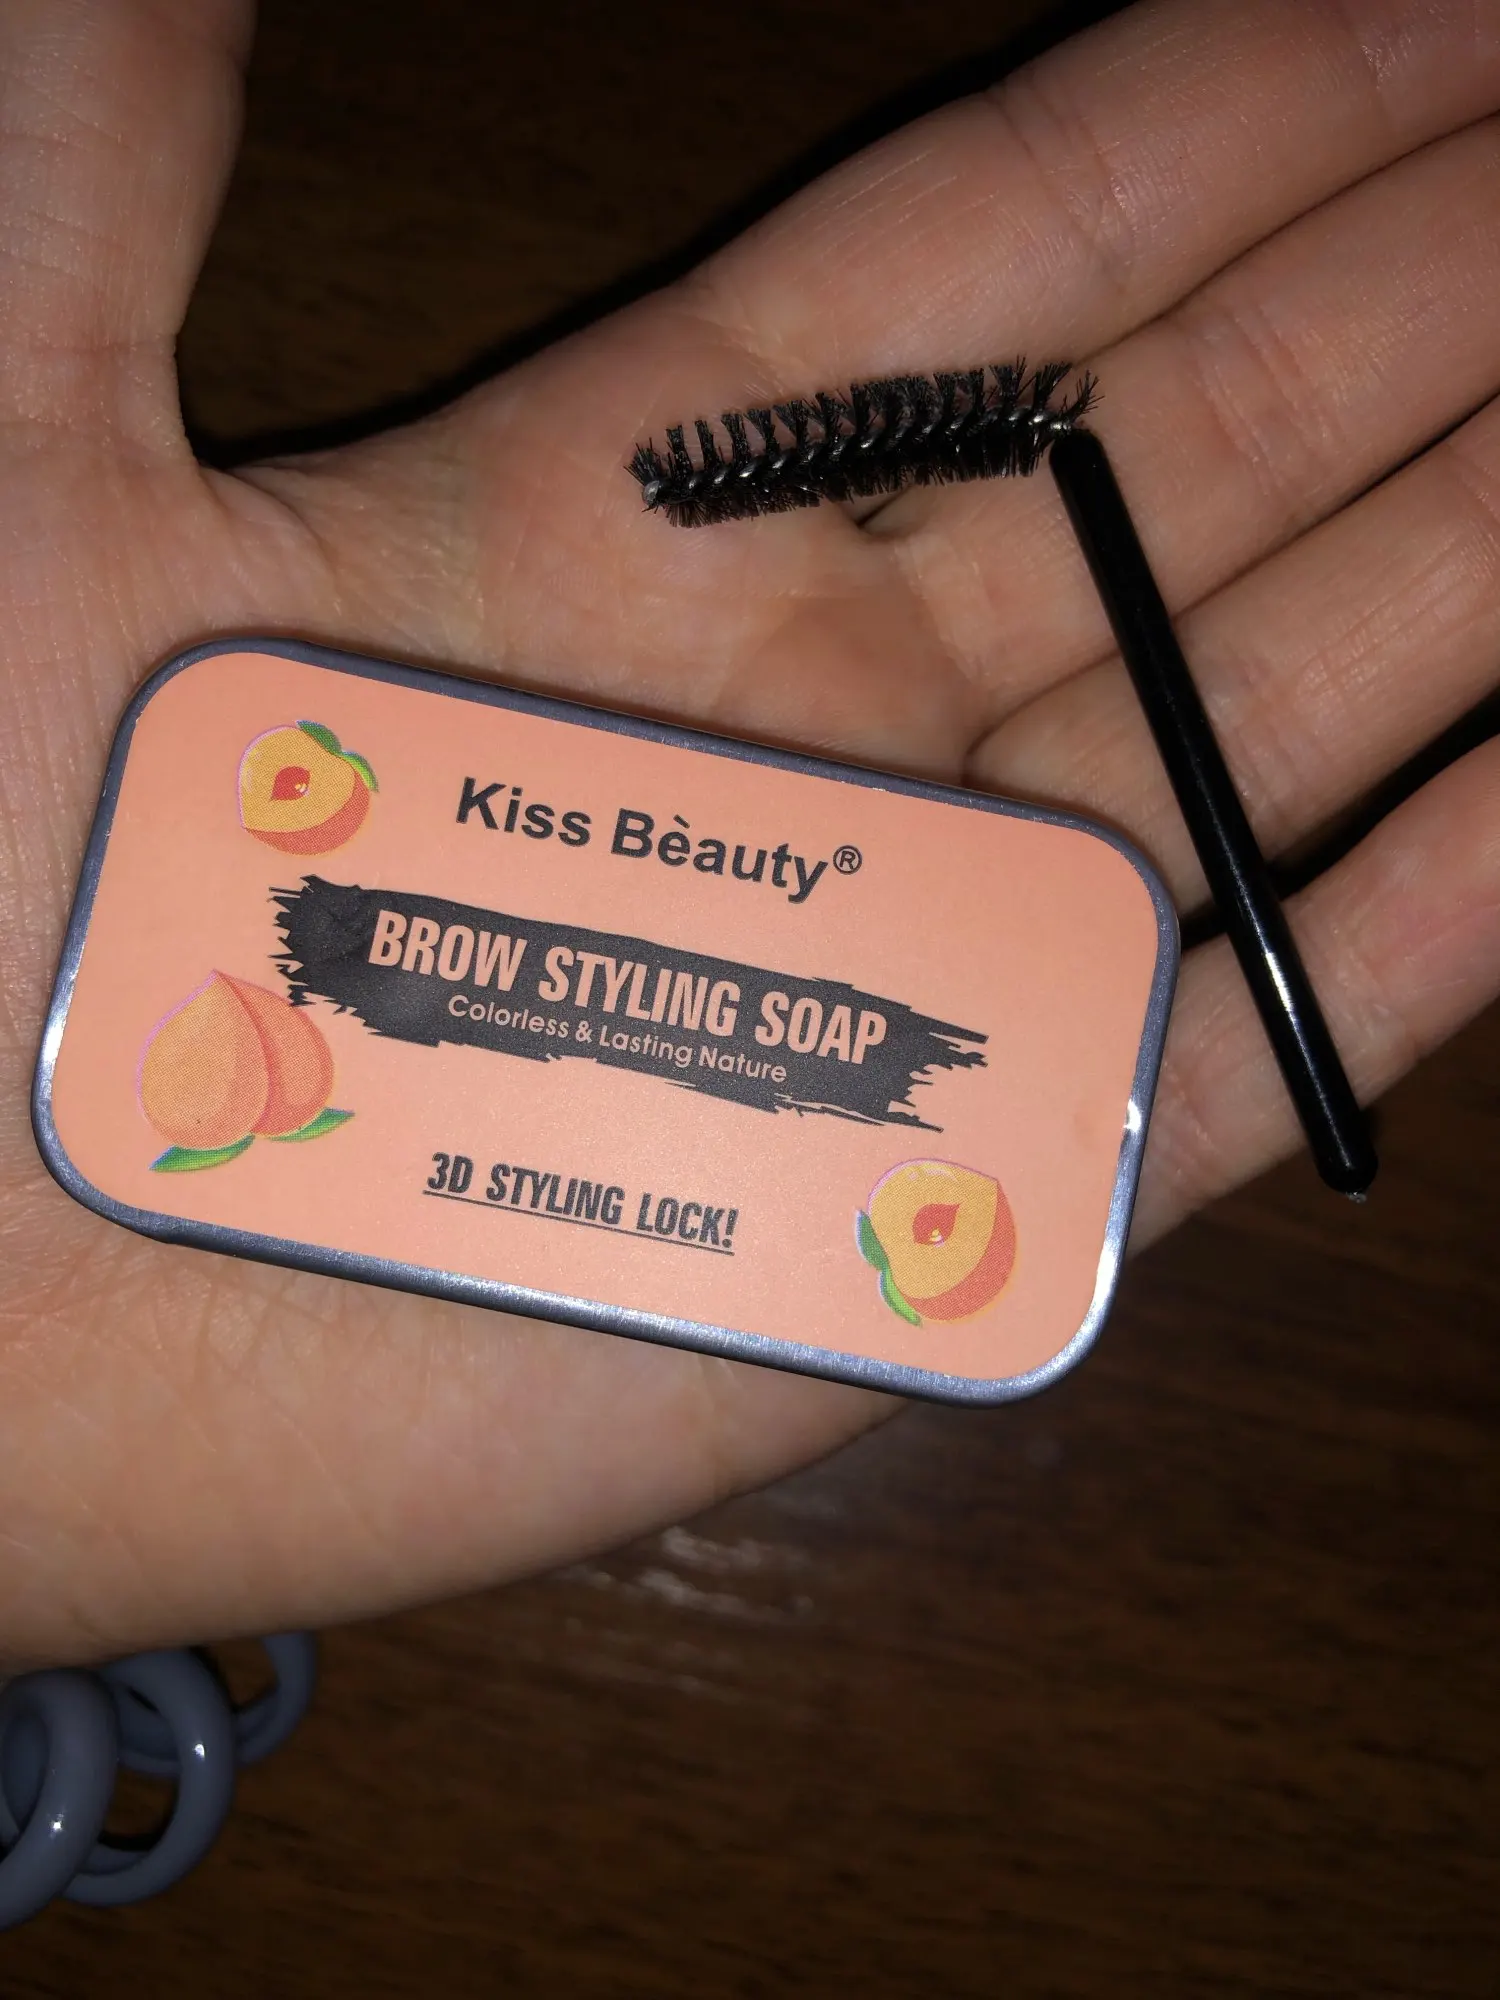 Kiss Bèauty®
BROW STYLING SOAP
Colorless & Lasting Nature
3D STYLING LOCK!